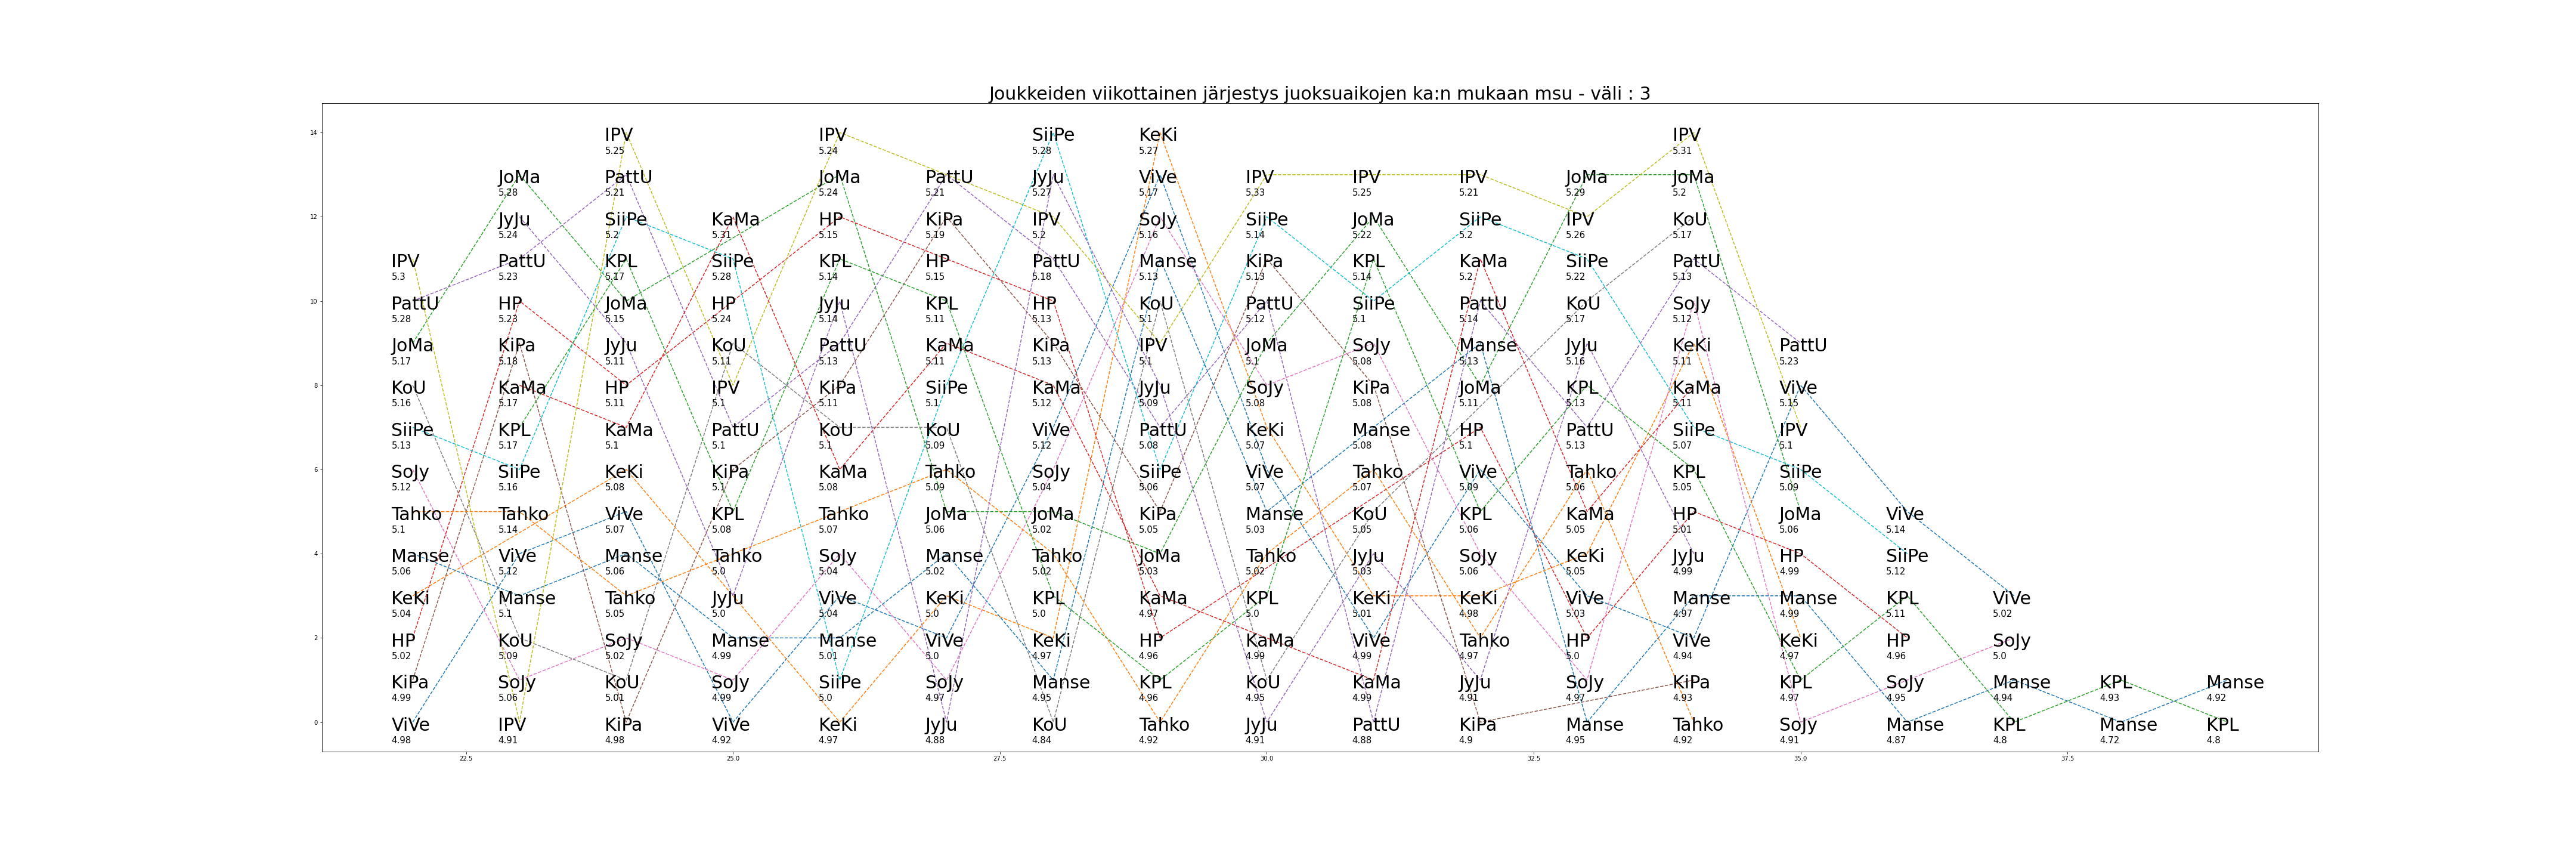 Joukkeiden viikottainen järjestys juoksuaikojen ka:n mukaan msu - väli : 3
14
IPV IPV SiiPe KeKi IPV
5.25 5.24 5.28 5.27 5.31
JoMa PattU JoMa PattU JyJu ViVe IPV IPV IPV JoMa JoMa
5.28 5.21 5.24 5.21 5.27 5.17 5.33 5.25 5.21 5.29 5.2
12
JyJu SiiPe KaMa HP KiPa IPV SoJy SiiPe JoMa SiiPe IPV KoU
5.24 5.2 5.31 5.15 5.19 5.2 5.16 5.14 5.22 5.2 5.26 5.17
IPV PattU KPL SiiPe KPL HP PattU Manse KiPa KPL KaMa SiiPe PattU
5.3 5.23 5.17 5.28 5.14 5.15 5.18 5.13 5.13 5.14 5.2 5.22 5.13
10
PattU HP JoMa HP JyJu KPL HP KoU PattU SiiPe PattU KoU SoJy
5.28 5.23 5.15 5.24 5.14 5.11 5.13 5.1 5.12 5.1 5.14 5.17 5.12
JoMa KiPa JyJu KoU PattU KaMa KiPa IPV JoMa SoJy Manse JyJu KeKi PattU
5.17 5.18 5.11 5.11 5.13 5.11 5.13 5.1 5.1 5.08 5.13 5.16 5.11 5.23
8
KoU KaMa HP IPV KiPa SiiPe KaMa JyJu SoJy KiPa JoMa KPL KaMa ViVe
5.16 5.17 5.11 5.1 5.11 5.1 5.12 5.09 5.08 5.08 5.11 5.13 5.11 5.15
SiiPe KPL KaMa PattU KoU KoU ViVe PattU KeKi Manse HP PattU SiiPe IPV
5.13 5.17 5.1 5.1 5.1 5.09 5.12 5.08 5.07 5.08 5.1 5.13 5.07 5.1
6
SoJy SiiPe KeKi KiPa KaMa Tahko SoJy SiiPe ViVe Tahko ViVe Tahko KPL SiiPe
5.12 5.16 5.08 5.1 5.08 5.09 5.04 5.06 5.07 5.07 5.09 5.06 5.05 5.09
Tahko Tahko ViVe KPL Tahko JoMa JoMa KiPa Manse KoU KPL KaMa HP JoMa ViVe
5.1 5.14 5.07 5.08 5.07 5.06 5.02 5.05 5.03 5.05 5.06 5.05 5.01 5.06 5.14
4
Manse ViVe Manse Tahko SoJy Manse Tahko JoMa Tahko JyJu SoJy KeKi JyJu HP SiiPe
5.06 5.12 5.06 5.0 5.04 5.02 5.02 5.03 5.02 5.03 5.06 5.05 4.99 4.99 5.12
KeKi Manse Tahko JyJu ViVe KeKi KPL KaMa KPL KeKi KeKi ViVe Manse Manse KPL ViVe
5.04 5.1 5.05 5.0 5.04 5.0 5.0 4.97 5.0 5.01 4.98 5.03 4.97 4.99 5.11 5.02
2
HP KoU SoJy Manse Manse ViVe KeKi HP KaMa ViVe Tahko HP ViVe KeKi HP SoJy
5.02 5.09 5.02 4.99 5.01 5.0 4.97 4.96 4.99 4.99 4.97 5.0 4.94 4.97 4.96 5.0
KiPa SoJy KoU SoJy SiiPe SoJy Manse KPL KoU KaMa JyJu SoJy KiPa KPL SoJy Manse KPL Manse
4.99 5.06 5.01 4.99 5.0 4.97 4.95 4.96 4.95 4.99 4.91 4.97 4.93 4.97 4.95 4.94 4.93 4.92
0
ViVe IPV KiPa ViVe KeKi JyJu KoU Tahko JyJu PattU KiPa Manse Tahko SoJy Manse KPL Manse KPL
4.98 4.91 4.98 4.92 4.97 4.88 4.84 4.92 4.91 4.88 4.9 4.95 4.92 4.91 4.87 4.8 4.72 4.8
22.5 25.0 27.5 30.0 32.5 35.0 37.5